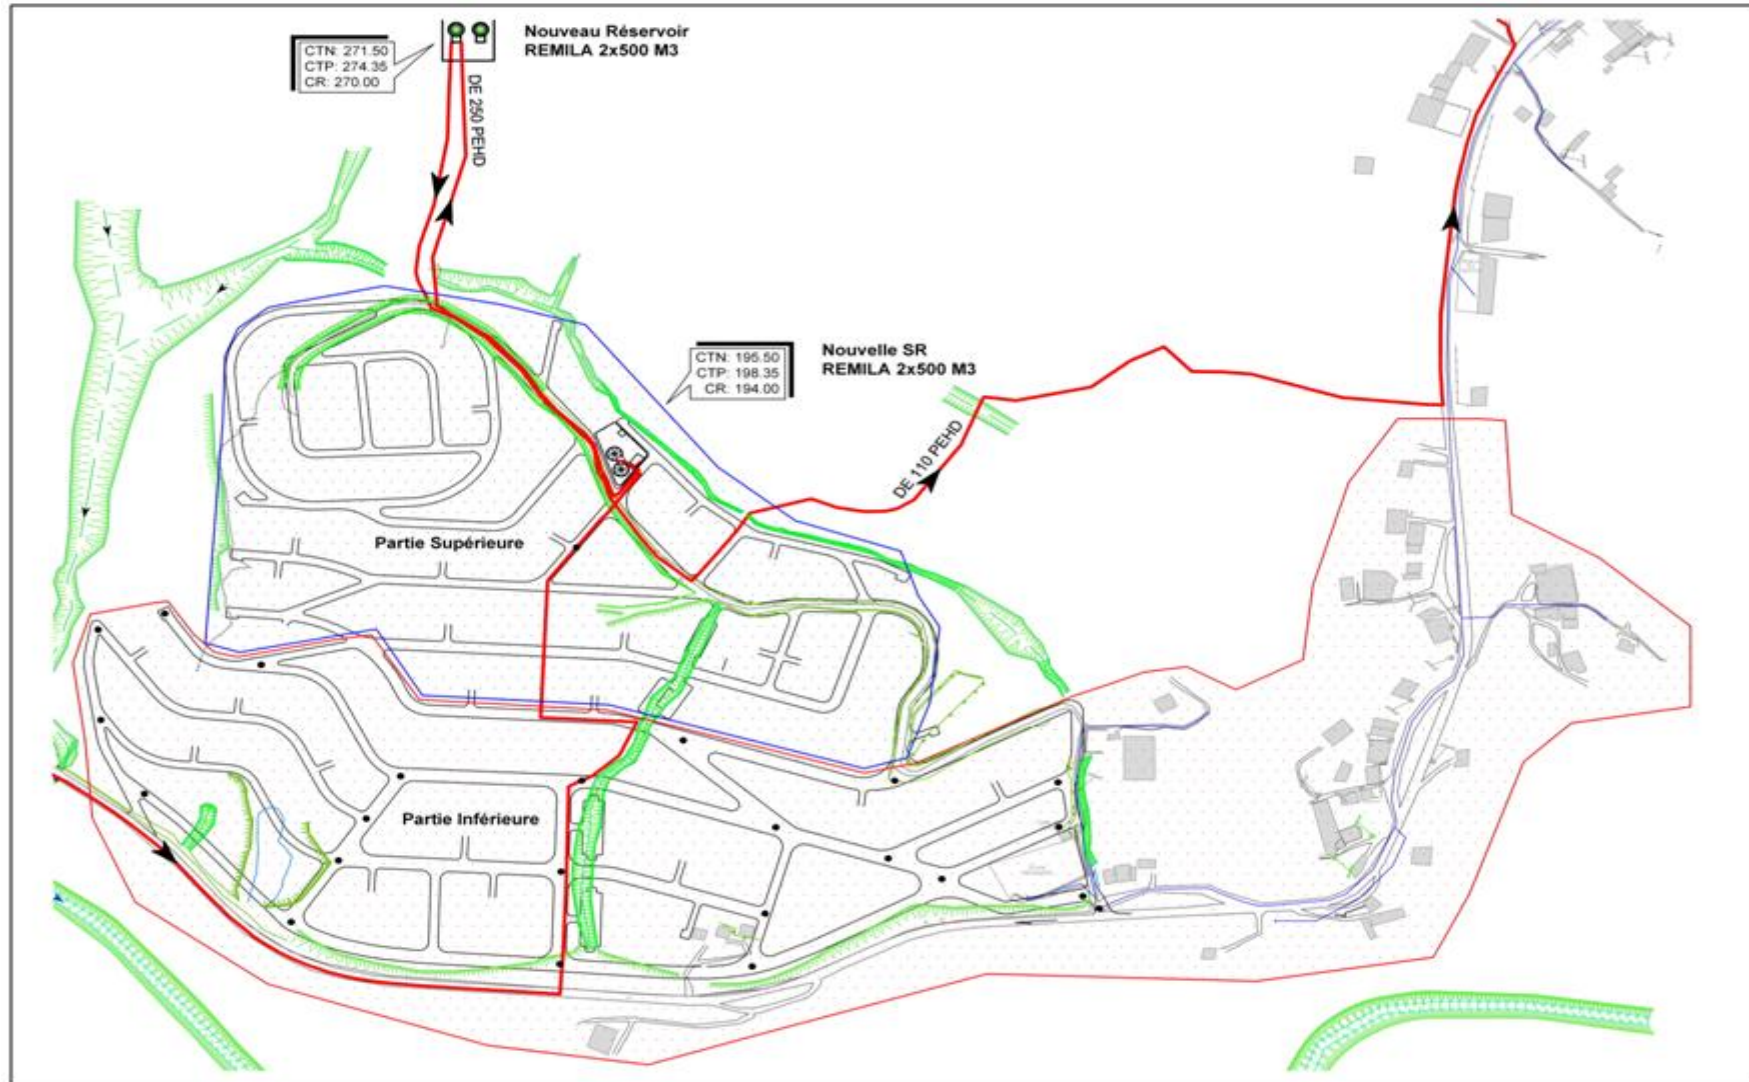 Nouveau Réservoir
REMILA 2x500 M3
CTN: 271.50
CTP: 274.35
CR: 270.00
DE 250 PEHD
CTN: 195.50
CTP: 198.35
CR: 194.00
Nouvelle SR
REMILA 2x500 M3
DE 110 PEHD
Partie Supérieure
Partie Inférieure